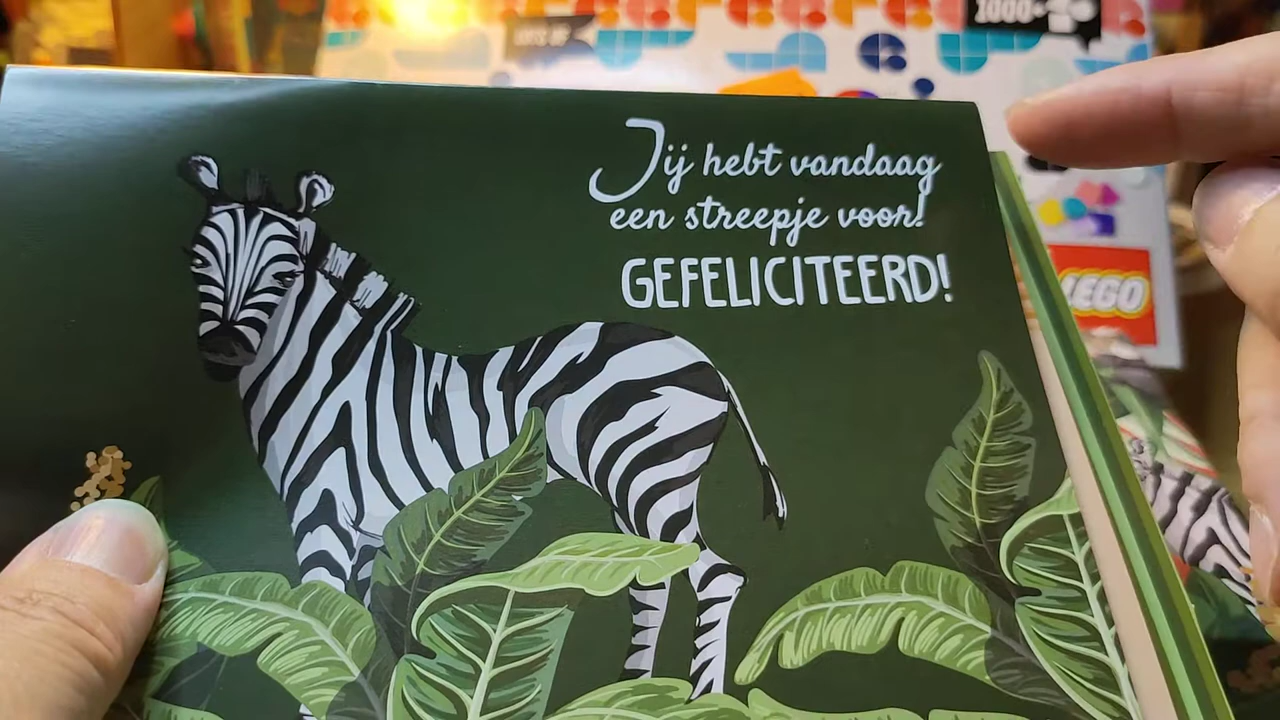 1000+
Jij hebt vandaag
een streepje voor!
GEFELICITEERD!
LEGO